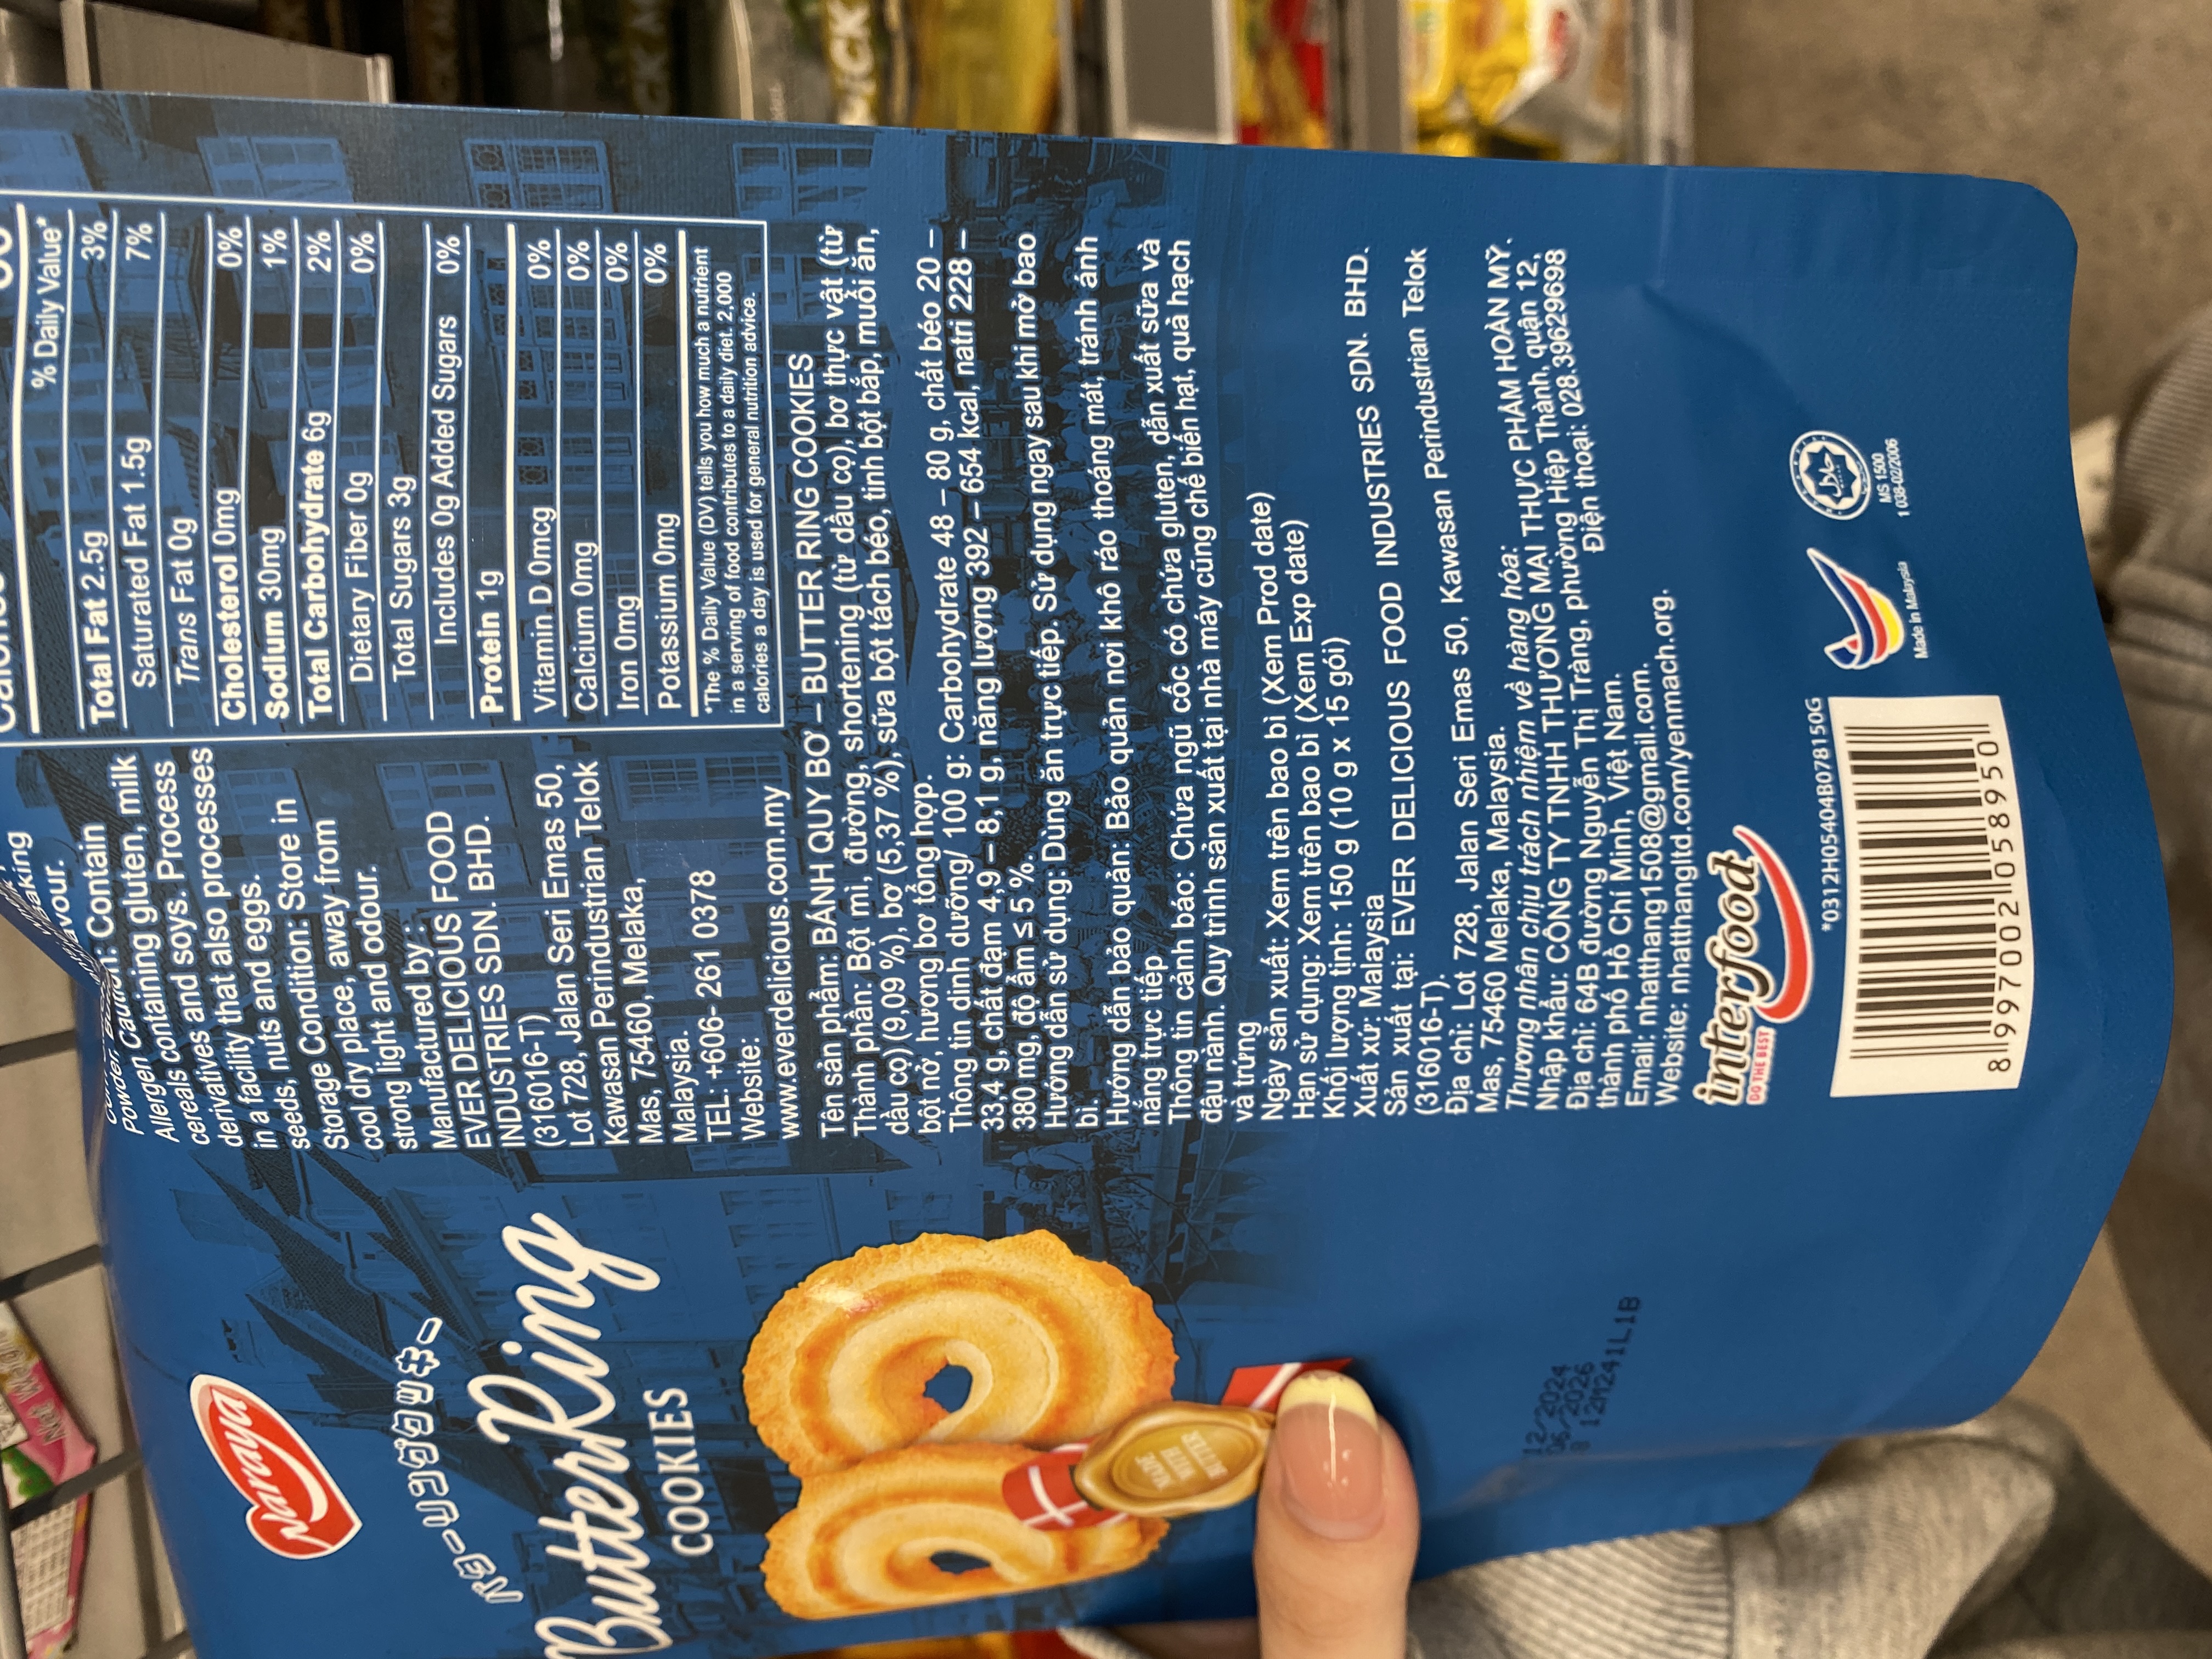 Net Weight
Naraya
バターリングクッキー
Butter Ring
COOKIES
MADE
WITH
BUTTER
12/2024
06/2026
12M241L1B
avour.
Powder,
Allergen Caution: Contain
cereals containing gluten, milk
derivatives and soys. Process
in a facility that also processes
seeds, nuts and eggs.
Storage Condition: Store in
cool dry place, away from
strong light and odour.
Manufactured by :
EVER DELICIOUS FOOD
INDUSTRIES SDN. BHD.
(316016-T)
Lot 728, Jalan Seri Emas 50,
Kawasan Perindustrian Telok
Mas, 75460, Melaka,
Malaysia.
TEL: +606- 261 0378
Website:
www.everdelicious.com.my
% Daily Value*
Total Fat 2.5g 3%
Saturated Fat 1.5g 7%
Trans Fat 0g
Cholesterol 0mg 0%
Sodium 30mg 1%
Total Carbohydrate 6g 2%
Dietary Fiber 0g 0%
Total Sugars 3g
Includes 0g Added Sugars 0%
Protein 1g
Vitamin D 0mcg 0%
Calcium 0mg 0%
Iron 0mg 0%
Potassium 0mg 0%
*The % Daily Value (DV) tells you how much a nutrient
in a serving of food contributes to a daily diet. 2,000
calories a day is used for general nutrition advice.
Tên sản phẩm: BÁNH QUY BƠ – BUTTER RING COOKIES
Thành phần: Bột mì, đường, shortening (từ dầu cọ), bơ thực vật (từ
dầu cọ) (9,09 %), bơ (5,37 %), sữa bột tách béo, tinh bột bắp, muối ăn,
bột nở, hương bơ tổng hợp.
Thông tin dinh dưỡng/ 100 g: Carbohydrate 48 – 80 g, chất béo 20 –
33,4 g, chất đạm 4,9 – 8,1 g, năng lượng 392 – 654 kcal, natri 228 –
380 mg, độ ẩm ≤ 5 %.
Hướng dẫn sử dụng: Dùng ăn trực tiếp. Sử dụng ngay sau khi mở bao
bì.
Hướng dẫn bảo quản: Bảo quản nơi khô ráo thoáng mát, tránh ánh
nắng trực tiếp
Thông tin cảnh báo: Chứa ngũ cốc có chứa gluten, dẫn xuất sữa và
đậu nành. Quy trình sản xuất tại nhà máy cũng chế biến hạt, quả hạch
và trứng
Ngày sản xuất: Xem trên bao bì (Xem Prod date)
Hạn sử dụng: Xem trên bao bì (Xem Exp date)
Khối lượng tịnh: 150 g (10 g x 15 gói)
Xuất xứ: Malaysia
Sản xuất tại: EVER DELICIOUS FOOD INDUSTRIES SDN. BHD.
(316016-T).
Địa chỉ: Lot 728, Jalan Seri Emas 50, Kawasan Perindustrian Telok
Mas, 75460 Melaka, Malaysia.
Thương nhân chịu trách nhiệm về hàng hóa:
Nhập khẩu: CÔNG TY TNHH THƯƠNG MẠI THỰC PHẨM HOÀN MỸ.
Địa chỉ: 64B đường Nguyễn Thị Tràng, phường Hiệp Thành, quận 12,
thành phố Hồ Chí Minh, Việt Nam. Điện thoại: 028.39629698
Email: nhatthang1508@gmail.com.
Website: nhatthangltd.com/yenmach.org.
interfood
DO THE BEST
*0312H05404B078150G
8 997002 058950
Made in Malaysia
حلال
MS 1500
1 038-02/2006